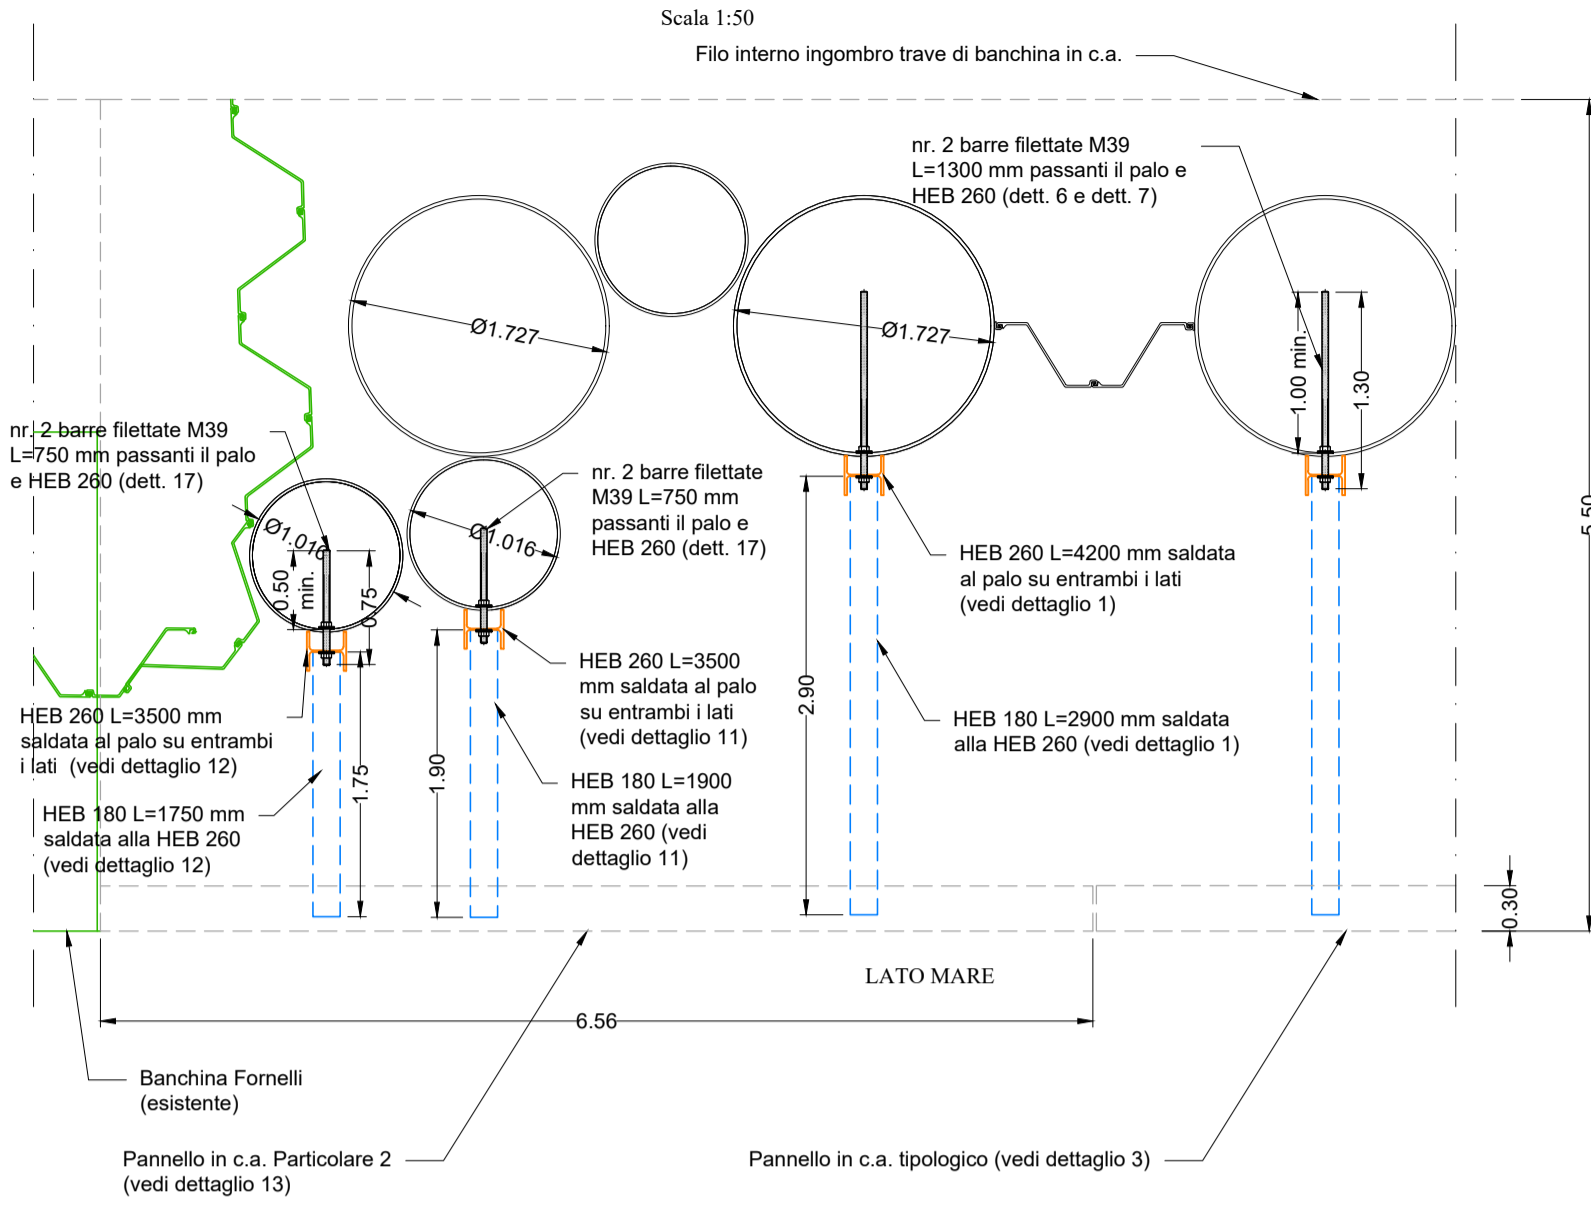 Scala 1:50
Filo interno ingombro trave di banchina in c.a.
nr. 2 barre filettate M39
L=1300 mm passanti il palo e
HEB 260 (dett. 6 e dett. 7)
Ø1.727
Ø1.727
1.00 min.
1.30
5.50
nr. 2 barre filettate M39
L=750 mm passanti il palo
e HEB 260 (dett. 17)
nr. 2 barre filettate
M39 L=750 mm
passanti il palo e
HEB 260 (dett. 17)
Ø1.016
Ø1.016
0.50
min.
0.75
HEB 260 L=4200 mm saldata
al palo su entrambi i lati
(vedi dettaglio 1)
HEB 260 L=3500
mm saldata al palo
su entrambi i lati
(vedi dettaglio 11)
HEB 260 L=3500 mm
saldata al palo su entrambi
i lati  (vedi dettaglio 12)
2.90
HEB 180 L=2900 mm saldata
alla HEB 260 (vedi dettaglio 1)
1.75
1.90
HEB 180 L=1900
mm saldata alla
HEB 260 (vedi
dettaglio 11)
HEB 180 L=1750 mm
saldata alla HEB 260
(vedi dettaglio 12)
0.30
LATO MARE
6.56
Banchina Fornelli
(esistente)
Pannello in c.a. Particolare 2
(vedi dettaglio 13)
Pannello in c.a. tipologico (vedi dettaglio 3)